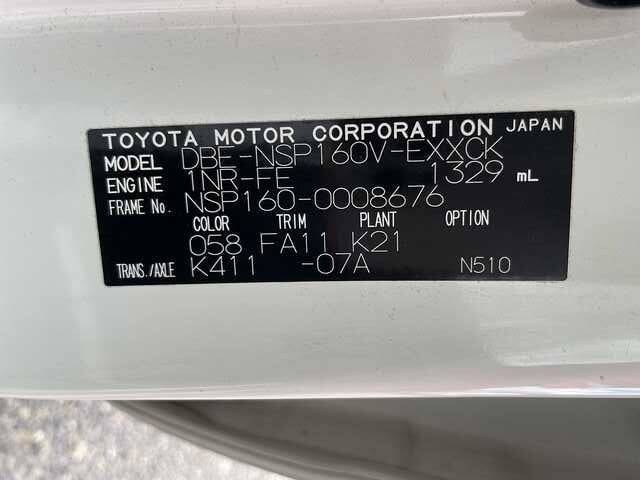 TOYOTA MOTOR CORPORATION JAPAN
MODEL DBE-NSP160V-EXXCK
ENGINE 1NR-FE 1329 mL
FRAME No. NSP160-0008676
COLOR TRIM PLANT OPTION
058 FA11 K21
TRANS./AXLE K411 -07A N510